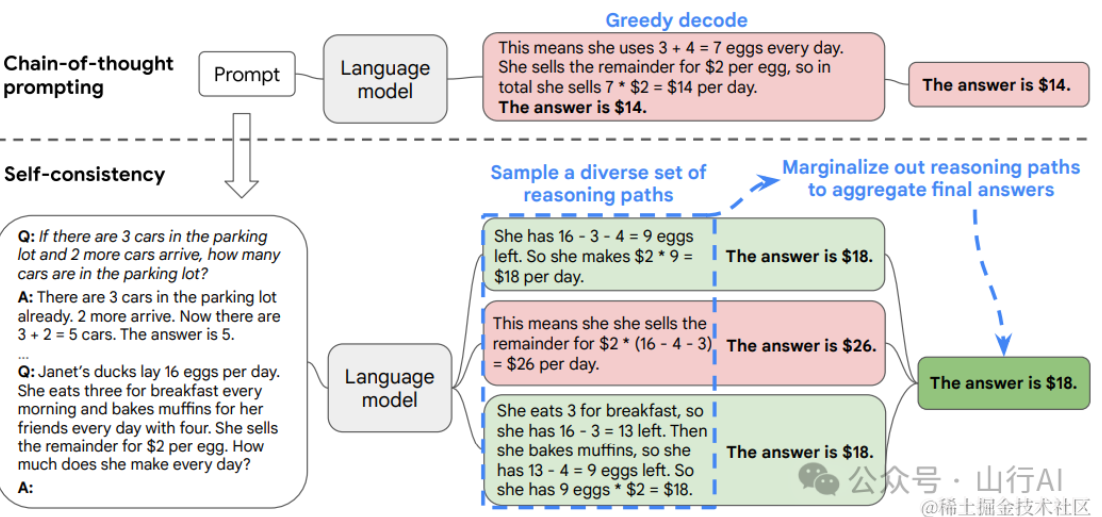 Greedy decode
Chain-of-thought
prompting
Prompt
Language
model
This means she uses 3 + 4 = 7 eggs every day.
She sells the remainder for $2 per egg, so in
total she sells 7 * $2 = $14 per day.
The answer is $14.
The answer is $14.
Self-consistency
Sample a diverse set of
reasoning paths
Marginalize out reasoning paths
to aggregate final answers
Q: If there are 3 cars in the parking
lot and 2 more cars arrive, how many
cars are in the parking lot?
A: There are 3 cars in the parking lot
already. 2 more arrive. Now there are
3 + 2 = 5 cars. The answer is 5.
...
Q: Janet's ducks lay 16 eggs per day.
She eats three for breakfast every
morning and bakes muffins for her
friends every day with four. She sells
the remainder for $2 per egg. How
much does she make every day?
A:
Language
model
She has 16 - 3 - 4 = 9 eggs
left. So she makes $2 * 9 =
$18 per day.
The answer is $18.
This means she she sells the
remainder for $2 * (16 - 4 - 3)
= $26 per day.
The answer is $26.
She eats 3 for breakfast, so
she has 16 - 3 = 13 left. Then
she bakes muffins, so she
has 13 - 4 = 9 eggs left. So
she has 9 eggs * $2 = $18.
The answer is $18.
The answer is $18.
公众号 · 山行AI
@稀土掘金技术社区